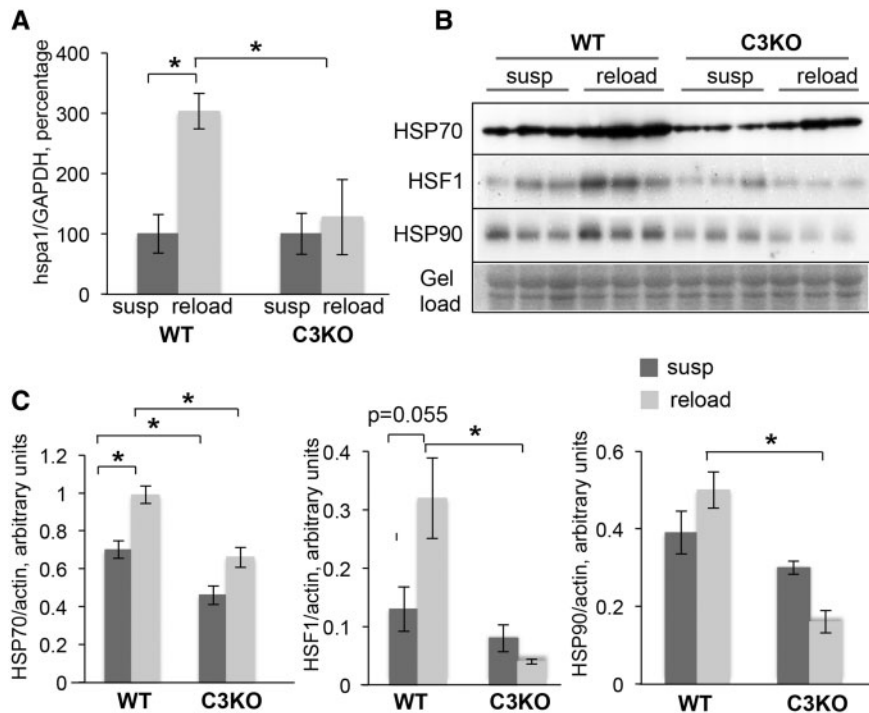 A
hspa1/GAPDH, percentage
400
300
200
100
0
*
*
susp reload susp reload
WT C3KO
B
WT C3KO
susp reload susp reload
HSP70
HSF1
HSP90
Gel
load
susp
reload
C
HSP70/actin, arbitrary units
1.2
1
0.8
0.6
0.4
0.2
0
*
*
*
WT C3KO
HSF1/actin, arbitrary units
0.4
0.3
0.2
0.1
0
p=0.055
*
WT C3KO
HSP90/actin, arbitrary units
0.6
0.4
0.2
0
*
WT C3KO